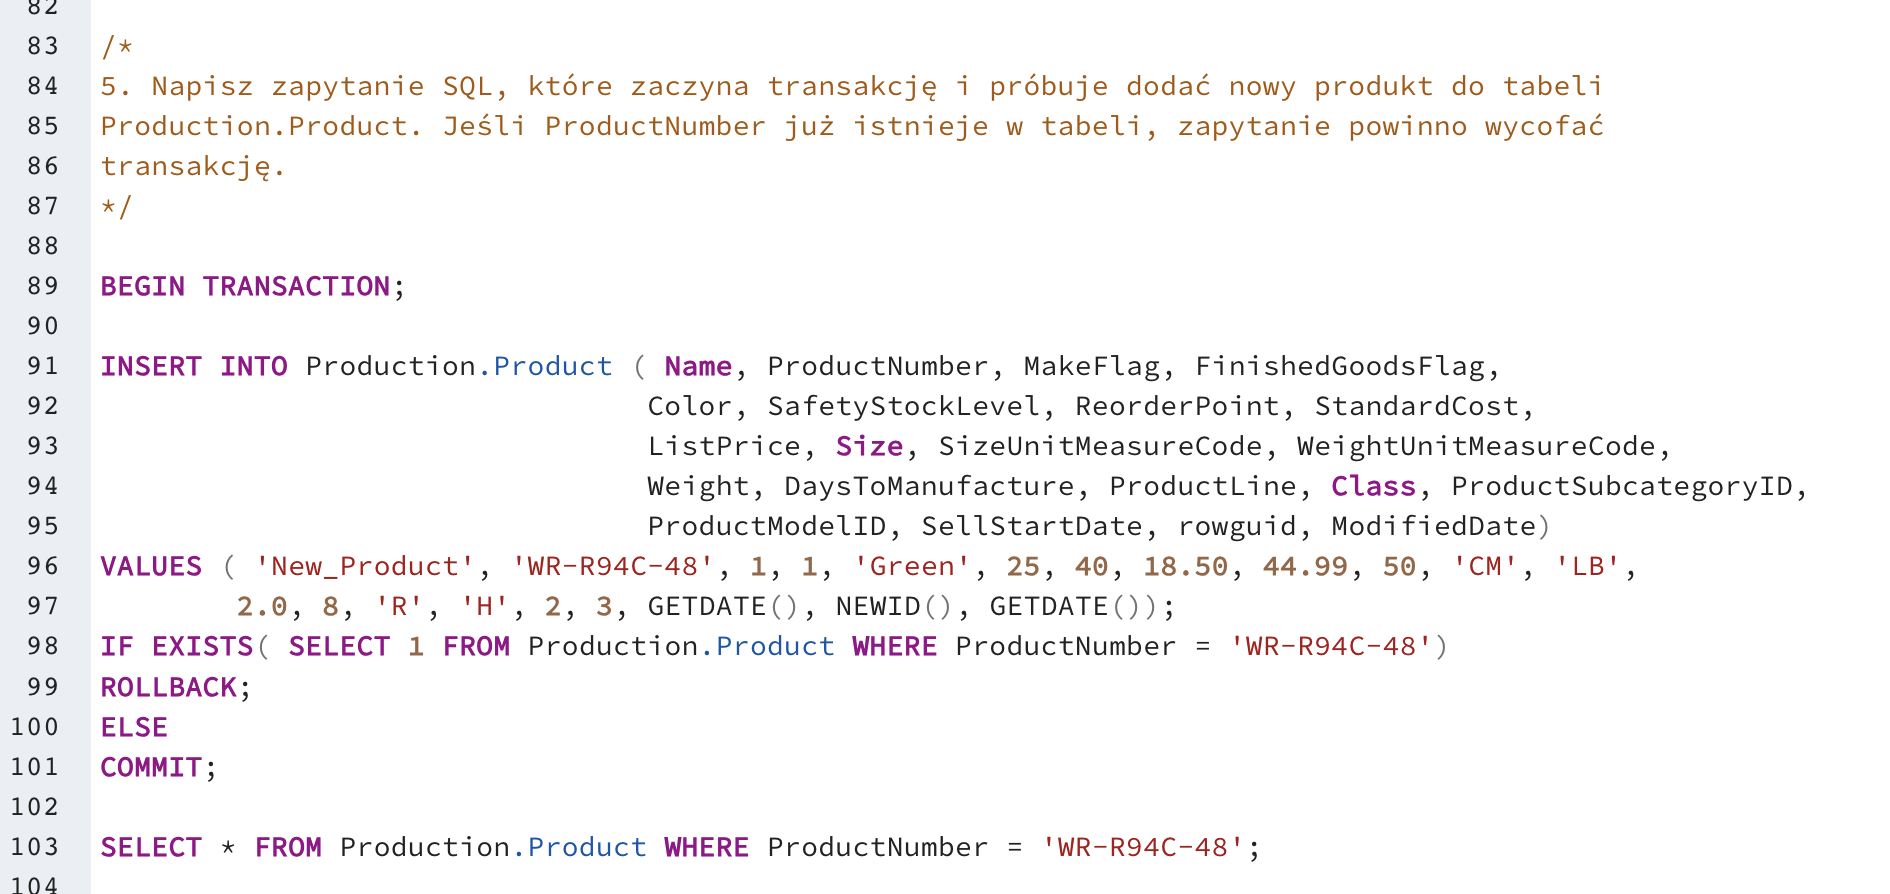 82
83 /*
84 5. Napisz zapytanie SQL, które zaczyna transakcję i próbuje dodać nowy produkt do tabeli
85 Production.Product. Jeśli ProductNumber już istnieje w tabeli, zapytanie powinno wycofać
86 transakcję.
87 */
88
89 BEGIN TRANSACTION;
90
91 INSERT INTO Production.Product ( Name, ProductNumber, MakeFlag, FinishedGoodsFlag,
92 Color, SafetyStockLevel, ReorderPoint, StandardCost,
93 ListPrice, Size, SizeUnitMeasureCode, WeightUnitMeasureCode,
94 Weight, DaysToManufacture, ProductLine, Class, ProductSubcategoryID,
95 ProductModelID, SellStartDate, rowguid, ModifiedDate)
96 VALUES ( 'New_Product', 'WR-R94C-48', 1, 1, 'Green', 25, 40, 18.50, 44.99, 50, 'CM', 'LB',
97 2.0, 8, 'R', 'H', 2, 3, GETDATE(), NEWID(), GETDATE());
98 IF EXISTS( SELECT 1 FROM Production.Product WHERE ProductNumber = 'WR-R94C-48')
99 ROLLBACK;
100 ELSE
101 COMMIT;
102
103 SELECT * FROM Production.Product WHERE ProductNumber = 'WR-R94C-48';
104